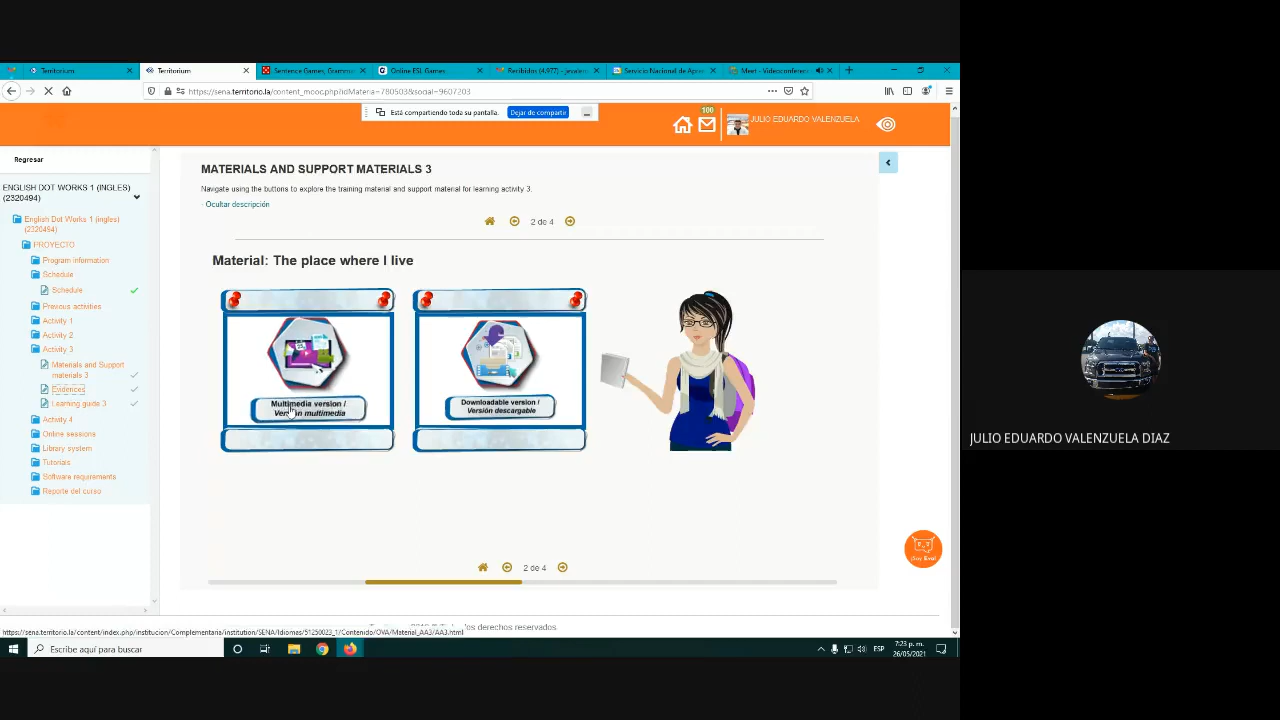 Territorium
Territorium
Sentence Games, Gramma
Online ESL Games
Recibidos (4.977) - jevalenz
Servicio Nacional de Apren
Meet - Videoconferenc
https://sena.territorio.la/content_mooc.php?idMateria=780503&social=9607203
Está compartiendo toda su pantalla.
Dejar de compartir
100
JULIO EDUARDO VALENZUELA
Regresar
ENGLISH DOT WORKS 1 (INGLES)
(2320494)
English Dot Works 1 (ingles)
(2320494)
PROYECTO
Program information
Schedule
Schedule
Previous activities
Activity 1
Activity 2
Activity 3
Materials and Support
materials 3
Evidences
Learning guide 3
Activity 4
Online sessions
Library system
Tutorials
Software requirements
Reporte del curso
MATERIALS AND SUPPORT MATERIALS 3
Navigate using the buttons to explore the training material and support material for learning activity 3.
- Ocultar descripción
2 de 4
Material: The place where I live
Multimedia version /
Versión multimedia
Downloadable version /
Versión descargable
2 de 4
los derechos reservados.
https://sena.territorio.la/content/index.php/institucion/Complementaria/institution/SENA/Idiomas/51250023_1/Contenido/OVA/Material_AA3/AA3.html
Escribe aquí para buscar
ESP
7:23 p. m.
26/05/2021
JULIO EDUARDO VALENZUELA DIAZ